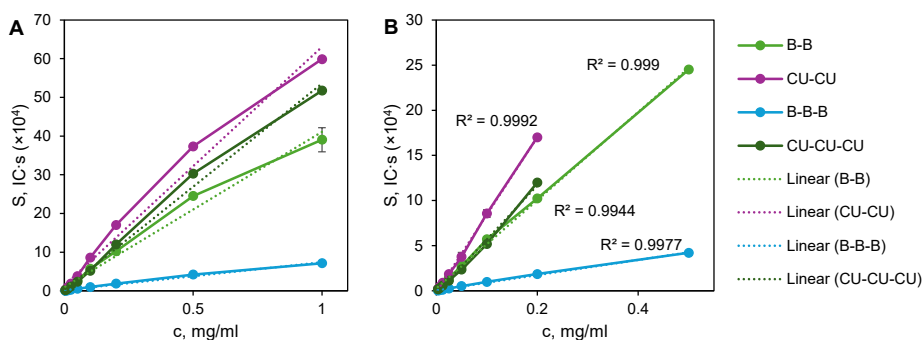 A
S, IC·s (×10⁴)
70
60
50
40
30
20
10
0
0
0.5
1
c, mg/ml
B
S, IC·s (×10⁴)
30
25
20
15
10
5
0
0
0.2
0.4
c, mg/ml
R² = 0.999
R² = 0.9992
R² = 0.9944
R² = 0.9977
B-B
CU-CU
B-B-B
CU-CU-CU
Linear (B-B)
Linear (CU-CU)
Linear (B-B-B)
Linear (CU-CU-CU)